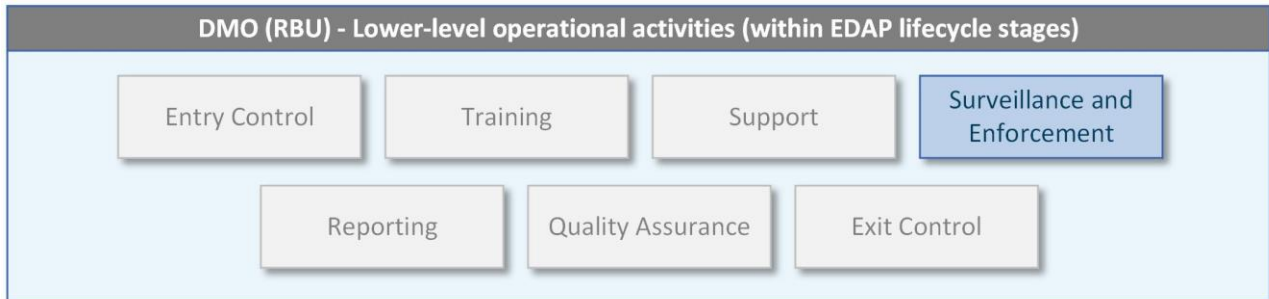 DMO (RBU) - Lower-level operational activities (within EDAP lifecycle stages)
Entry Control
Training
Support
Surveillance and
Enforcement
Reporting
Quality Assurance
Exit Control